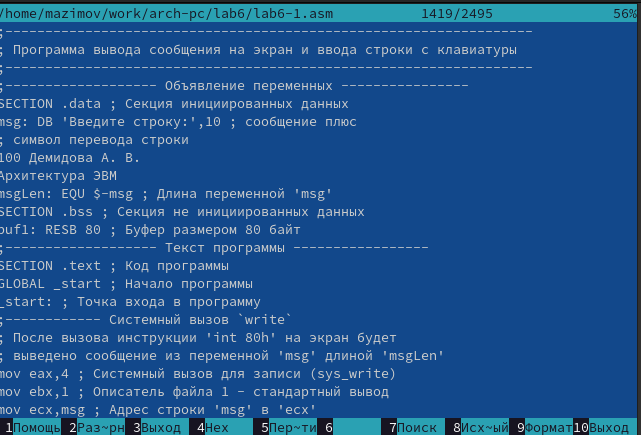 /home/mazimov/work/arch-pc/lab6/lab6-1.asm 1419/2495 56%
;------------------------------------------------------------------
; Программа вывода сообщения на экран и ввода строки с клавиатуры
;------------------------------------------------------------------
;------------------- Объявление переменных ----------------
SECTION .data ; Секция инициированных данных
msg: DB 'Введите строку:',10 ; сообщение плюс
; символ перевода строки
100 Демидова А. В.
Архитектура ЭВМ
msgLen: EQU $-msg ; Длина переменной 'msg'
SECTION .bss ; Секция не инициированных данных
buf1: RESB 80 ; Буфер размером 80 байт
;------------------- Текст программы -----------------
SECTION .text ; Код программы
GLOBAL _start ; Начало программы
_start: ; Точка входа в программу
;------------ Системный вызов `write`
; После вызова инструкции 'int 80h' на экран будет
; выведено сообщение из переменной 'msg' длиной 'msgLen'
mov eax,4 ; Системный вызов для записи (sys_write)
mov ebx,1 ; Описатель файла 1 - стандартный вывод
mov ecx,msg ; Адрес строки 'msg' в 'ecx'
1Помощь 2Раз~рн 3Выход 4Hex 5Пер~ти 6 7Поиск 8Исх~ый 9Формат 10Выход